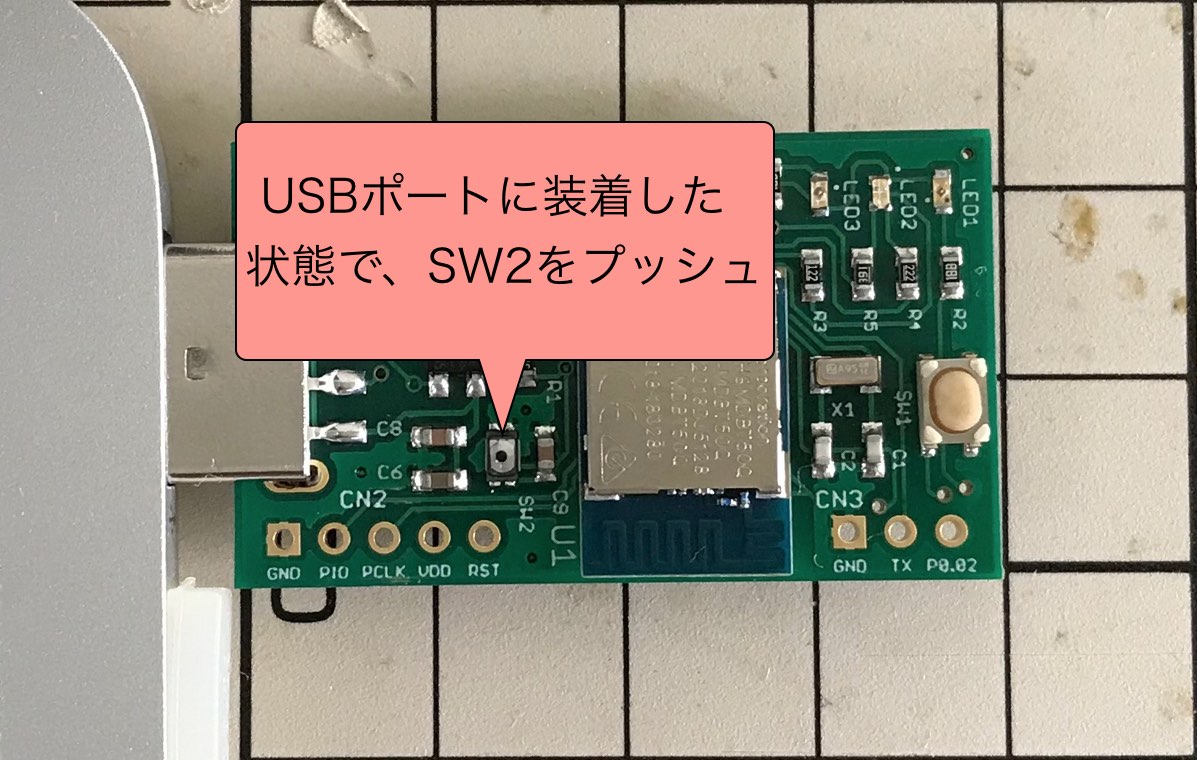 USBポートに装着した
状態で、SW2をプッシュ
LED3
LED2
LED1
R3
R5
R4
R2
R1
X1
SW1
C8
C6
C2
C1
CN2
SW2
C9
U1
CN3
GND
PIO
PCLK
VDD
RST
GND
TX
P0.02